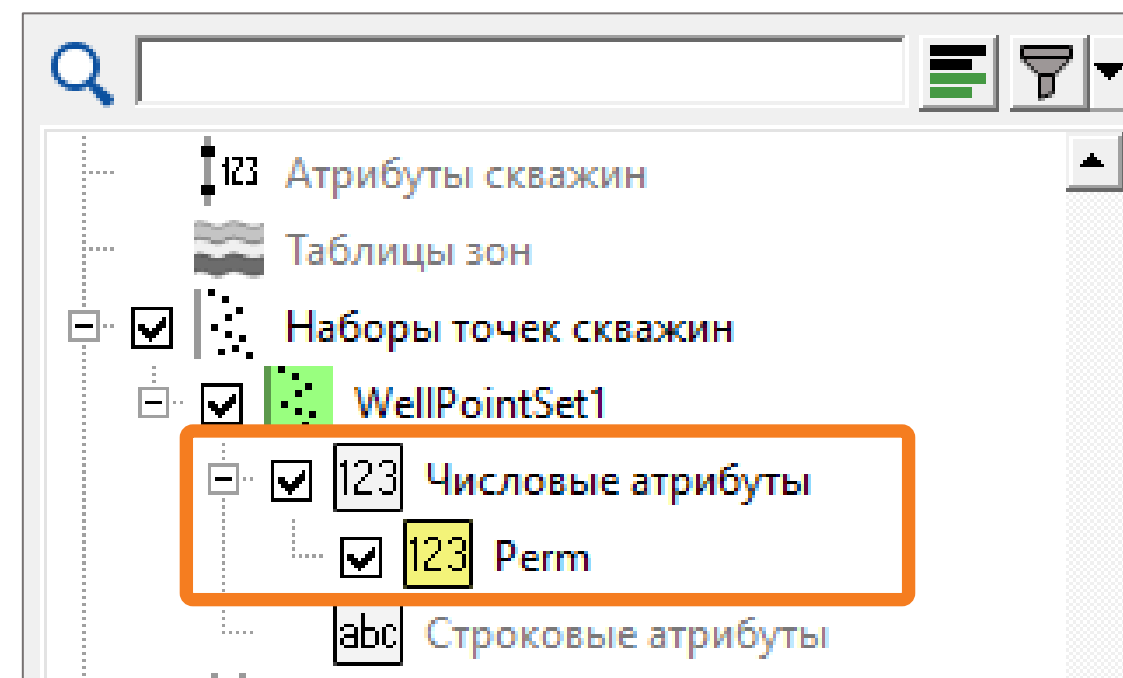 123 Атрибуты скважин
Таблицы зон
Наборы точек скважин
WellPointSet1
123 Числовые атрибуты
123 Perm
abc Строковые атрибуты